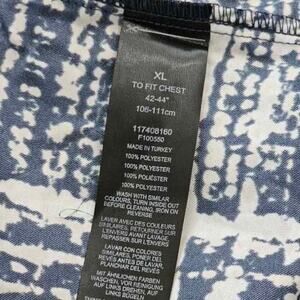 XL
TO FIT CHEST
42-44"
106-111cm
117408160
F100550
MADE IN TURKEY
100% POLYESTER
100% POLYESTER
100% POLYESTER
100% POLYESTER
WASH WITH SIMILAR
COLOURS, TURN INSIDE OUT
BEFORE CLEANING, IRON ON
REVERSE
LAVER AVEC DES COULEURS
SIMILAIRES, RETOURNER SUR
L'ENVERS AVANT LAVAGE
REPASSER SUR L'ENVERS
LAVAR CON COLORES
SIMILARES, PONER DEL
REVÉS ANTES DE LAVAR,
PLANCHAR DEL REVÉS
MIT ÄHNLICHEN FARBEN
WASCHEN, VOR REINIGUNG
AUF LINKS DREHEN, AUF
LINKS BÜGELN